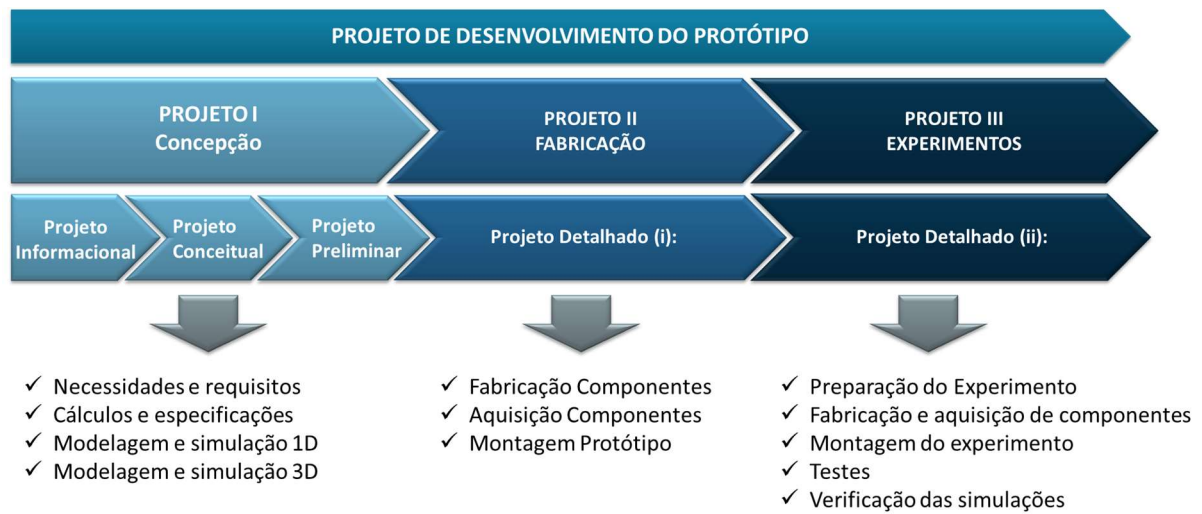 PROJETO DE DESENVOLVIMENTO DO PROTÓTIPO
PROJETO I
Concepção
PROJETO II
FABRICAÇÃO
PROJETO III
EXPERIMENTOS
Projeto
Informacional
Projeto
Conceitual
Projeto
Preliminar
Projeto Detalhado (i):
Projeto Detalhado (ii):
✓ Necessidades e requisitos
✓ Cálculos e especificações
✓ Modelagem e simulação 1D
✓ Modelagem e simulação 3D
✓ Fabricação Componentes
✓ Aquisição Componentes
✓ Montagem Protótipo
✓ Preparação do Experimento
✓ Fabricação e aquisição de componentes
✓ Montagem do experimento
✓ Testes
✓ Verificação das simulações